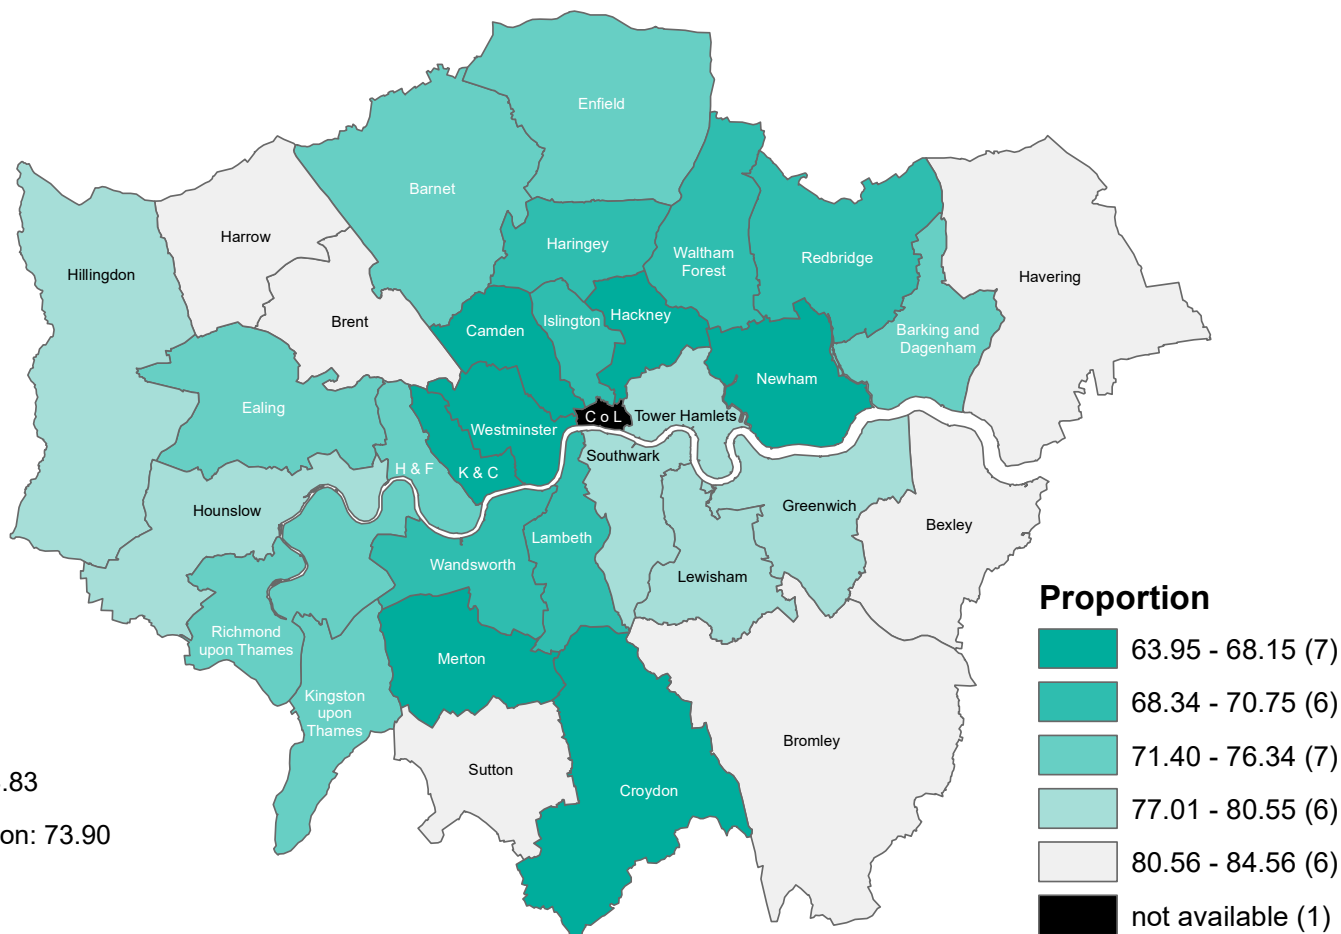 Enfield
Barnet
Harrow
Haringey
Waltham
Forest
Redbridge
Havering
Hillingdon
Brent
Camden
Islington
Hackney
Barking and
Dagenham
Newham
Ealing
Westminster
C o L
Tower Hamlets
H & F
K & C
Southwark
Hounslow
Greenwich
Bexley
Lambeth
Wandsworth
Lewisham
Richmond
upon Thames
Merton
Kingston
upon
Thames
Sutton
Croydon
Bromley
.83
on: 73.90
Proportion
63.95 - 68.15 (7)
68.34 - 70.75 (6)
71.40 - 76.34 (7)
77.01 - 80.55 (6)
80.56 - 84.56 (6)
not available (1)